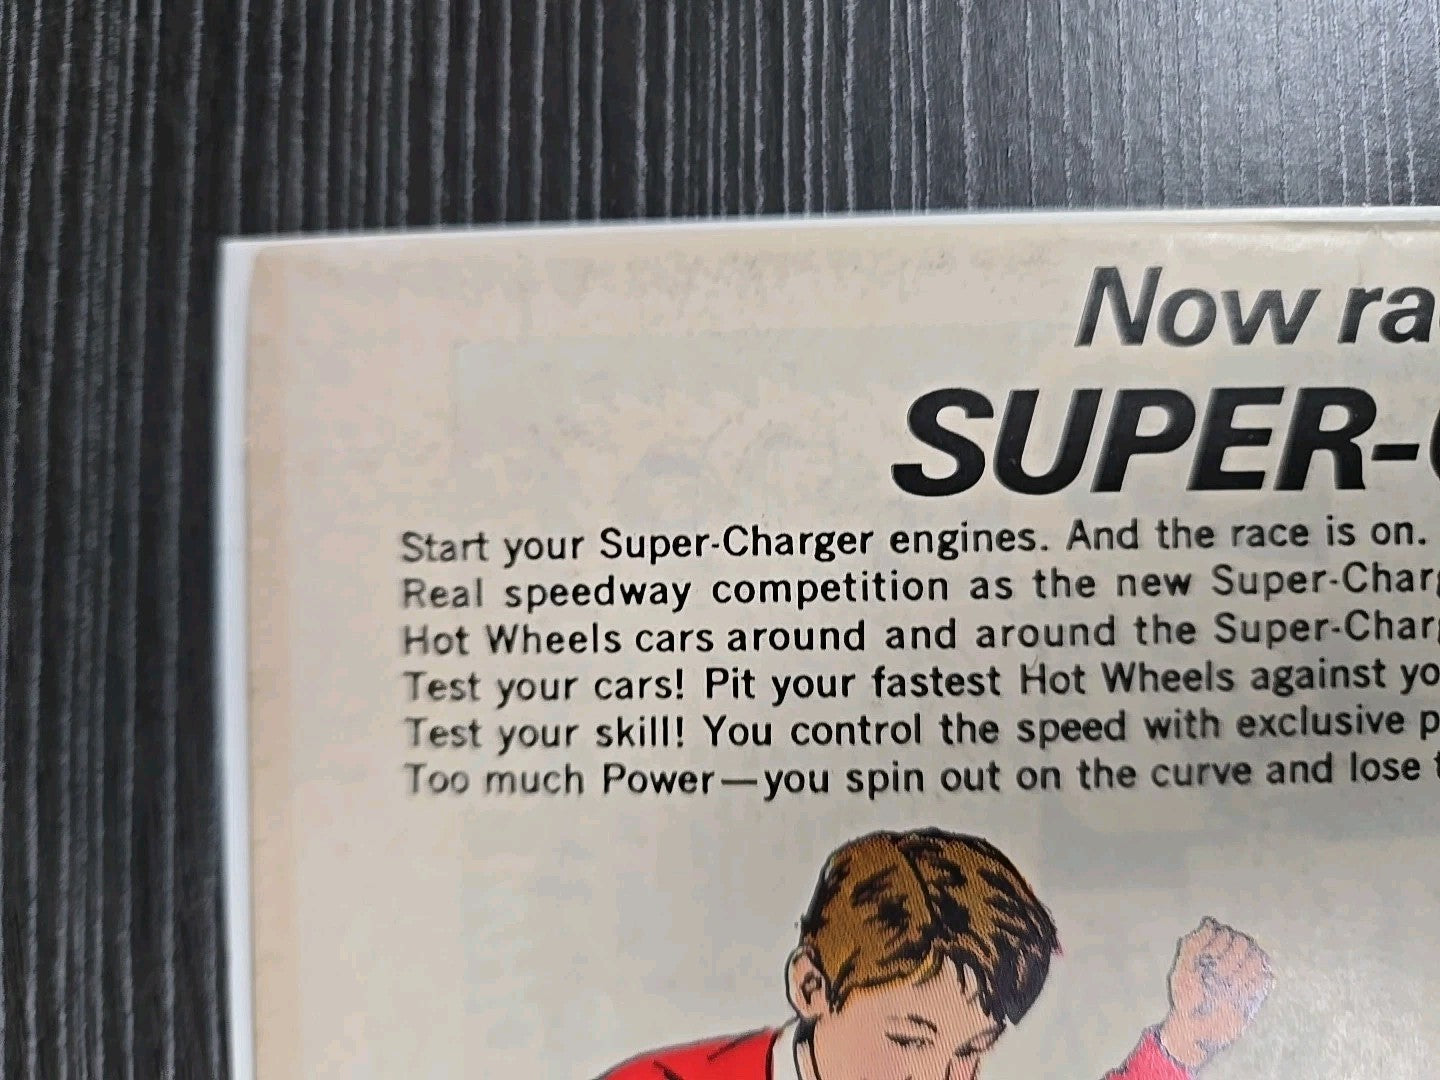 Now ra
SUPER-
Start your Super-Charger engines. And the race is on.
Real speedway competition as the new Super-Charg
Hot Wheels cars around and around the Super-Charg
Test your cars! Pit your fastest Hot Wheels against yo
Test your skill! You control the speed with exclusive p
Too much Power—you spin out on the curve and lose t